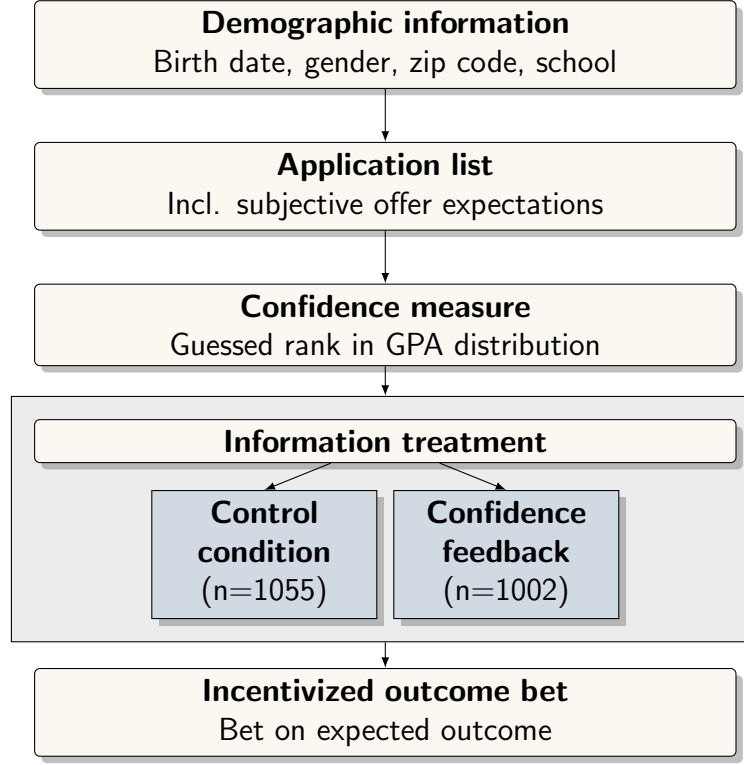 Demographic information
Birth date, gender, zip code, school
Application list
Incl. subjective offer expectations
Confidence measure
Guessed rank in GPA distribution
Information treatment
Control
condition
(n=1055)
Confidence
feedback
(n=1002)
Incentivized outcome bet
Bet on expected outcome